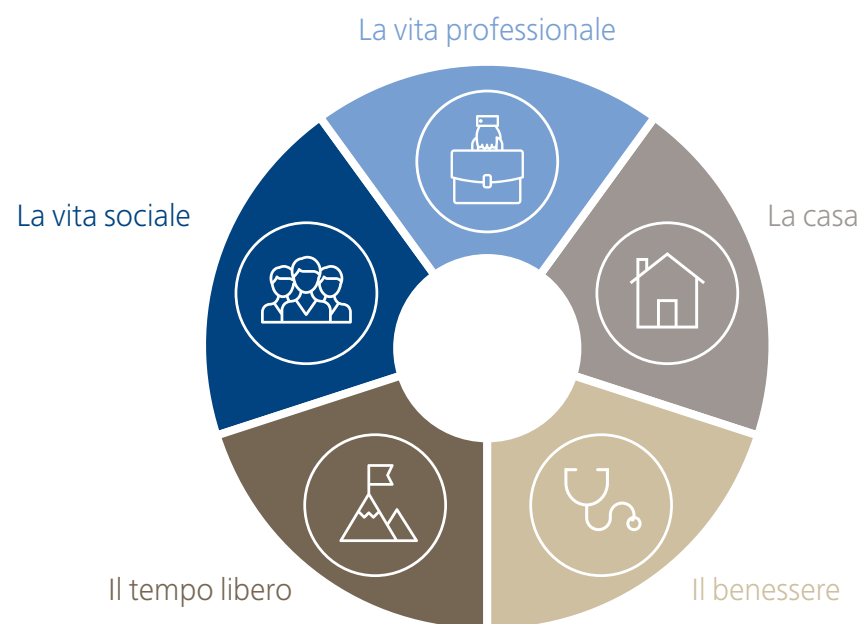 La vita professionale
La vita sociale
La casa
Il tempo libero
Il benessere